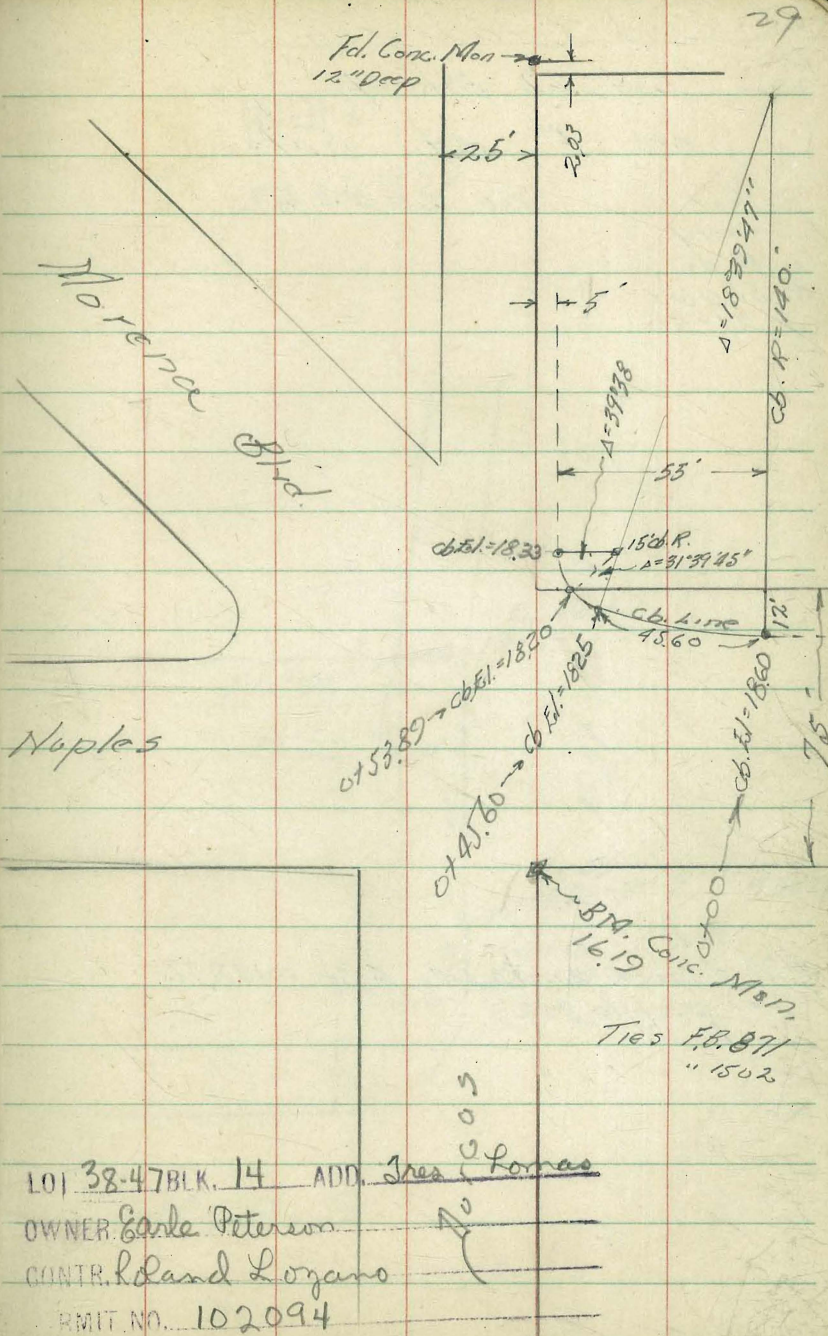 29
Fd. Conc. Mon
12" Deep
25'
2.03
Δ=18°39'47"
Cb. R=140'
5'
Δ=39°38
Morena
Blvd.
55'
cb El.=18.33
15' cb. R.
Δ=31°39'45"
Cb. Line
45.60
12'
0+53.89 → cb El.=18.20
0+45.60 → cb El.=18.25
0+00 → cb. El=18.60
75'
Naples
B.M. Conc. Mon.
16.19
Ties F.B. 871
" 1502
LOT 38-47 BLK. 14 ADD. Tres Lomas
OWNER Earle Peterson
CONTR. Roland Lozano
RMIT NO. 102094